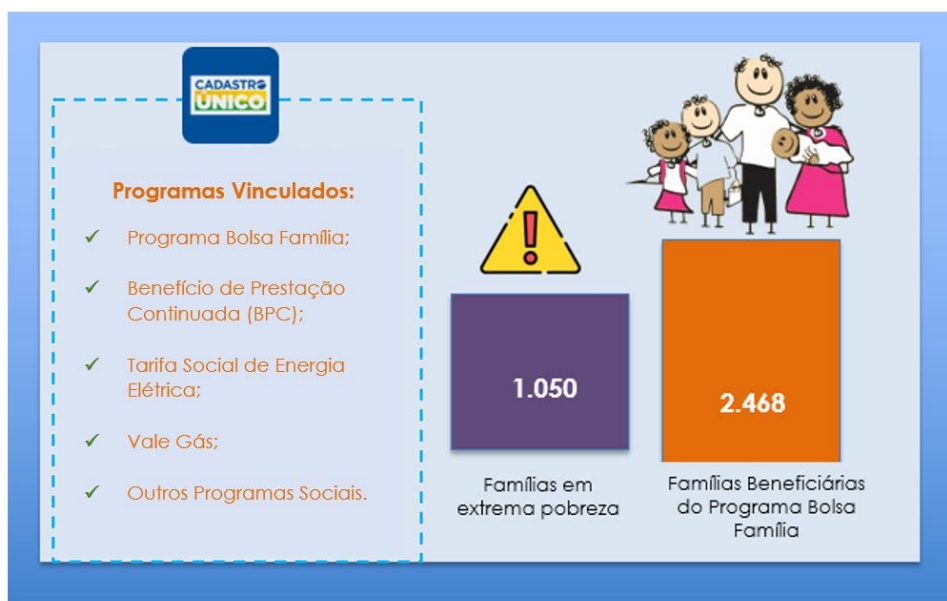 CADASTRO
ÚNICO
Programas Vinculados:
✓ Programa Bolsa Família;
✓ Benefício de Prestação
Continuada (BPC);
✓ Tarifa Social de Energia
Elétrica;
✓ Vale Gás;
✓ Outros Programas Sociais.
1.050
Famílias em
extrema pobreza
2.468
Famílias Beneficiárias
do Programa Bolsa
Família